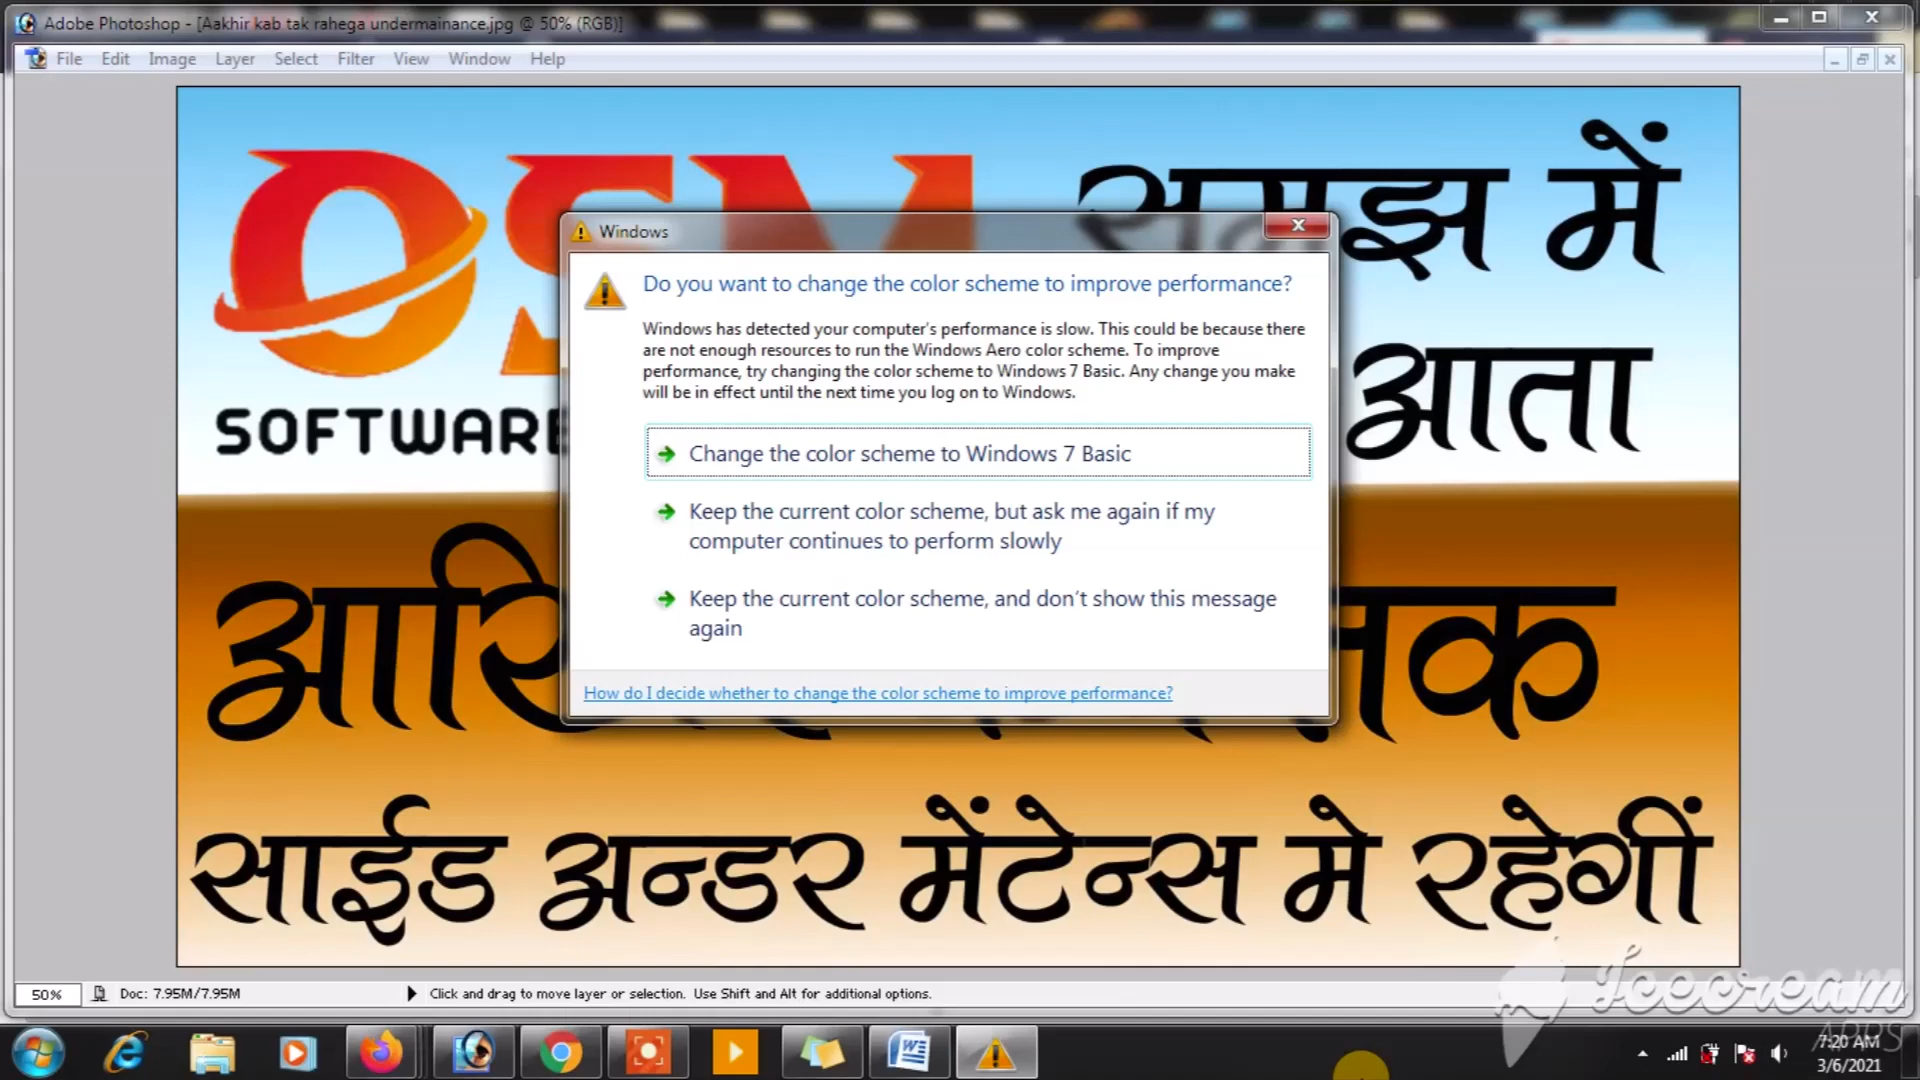 Adobe Photoshop - [Aakhir kab tak rahega undermainance.jpg @ 50% (RGB)]
File Edit Image Layer Select Filter View Window Help
समझ में
SOFTWARE
आता
Windows
Do you want to change the color scheme to improve performance?
Windows has detected your computer's performance is slow. This could be because there
are not enough resources to run the Windows Aero color scheme. To improve
performance, try changing the color scheme to Windows 7 Basic. Any change you make
will be in effect until the next time you log on to Windows.
Change the color scheme to Windows 7 Basic
Keep the current color scheme, but ask me again if my
computer continues to perform slowly
Keep the current color scheme, and don't show this message
again
How do I decide whether to change the color scheme to improve performance?
साईड अन्डर मेंटेन्स मे रहेगीं
50% Doc: 7.95M/7.95M Click and drag to move layer or selection. Use Shift and Alt for additional options.
Icecream
APPS
7:20 AM
3/6/2021